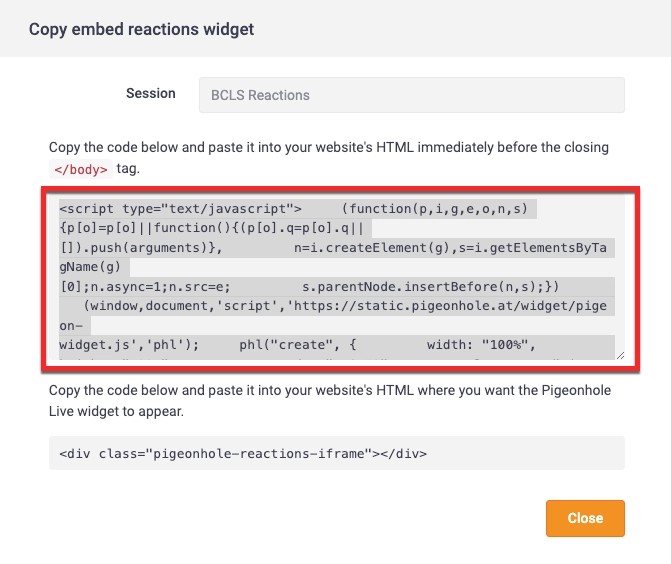 Copy embed reactions widget
Session
BCLS Reactions
Copy the code below and paste it into your website's HTML immediately before the closing
</body> tag.
<script type="text/javascript">     (function(p,i,g,e,o,n,s)
{p[o]=p[o]||function(){(p[o].q=p[o].q||
[]).push(arguments)},         n=i.createElement(g),s=i.getElementsByTa
gName(g)
[0];n.async=1;n.src=e;         s.parentNode.insertBefore(n,s);})
(window,document,'script','https://static.pigeonhole.at/widget/pige
on-
widget.js','phl');     phl("create", {         width: "100%",
Copy the code below and paste it into your website's HTML where you want the Pigeonhole
Live widget to appear.
<div class="pigeonhole-reactions-iframe"></div>
Close